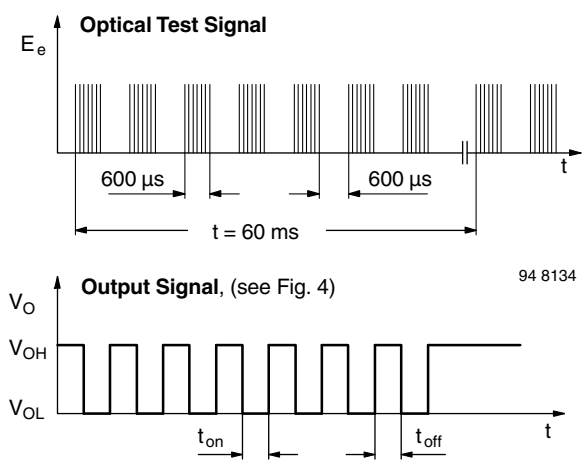 Optical Test Signal
E e
t
600 µs
600 µs
t = 60 ms
94 8134
Output Signal, (see Fig. 4)
V O
V OH
V OL
t on
t off
t